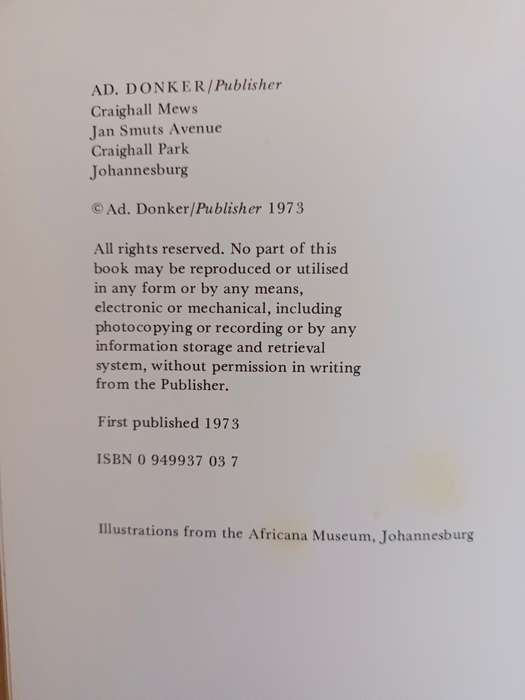 AD. DONKER/Publisher
Craighall Mews
Jan Smuts Avenue
Craighall Park
Johannesburg
© Ad. Donker/Publisher 1973
All rights reserved. No part of this
book may be reproduced or utilised
in any form or by any means,
electronic or mechanical, including
photocopying or recording or by any
information storage and retrieval
system, without permission in writing
from the Publisher.
First published 1973
ISBN 0 949937 03 7
Illustrations from the Africana Museum, Johannesburg